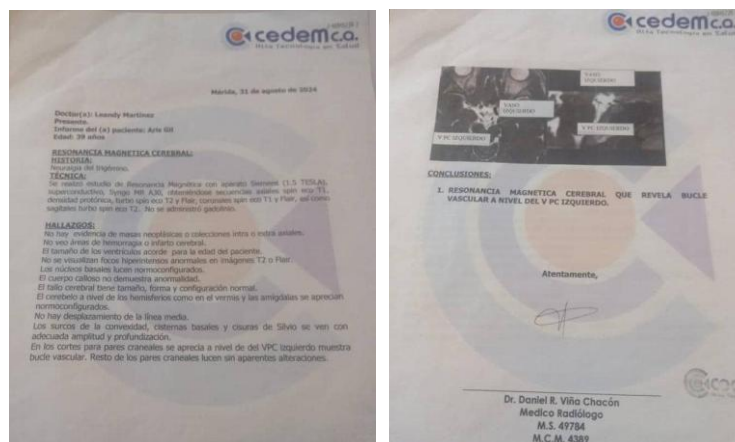 cedemc.a.
Alta Tecnología en Salud
Mérida, 31 de agosto de 2024
Doctor(x): Leandy Martinez
Presente.
Informe del (a) paciente: Aris Gil
Edad: 39 años
RESONANCIA MAGNETICA CEREBRAL:
HISTORIA:
Neuralgia del trigémino.
TÉCNICA:
Se realizó estudio de Resonancia Magnética con aparato Siemens (1.5 TESLA),
superconductivo, Syngo MR A30, obteniéndose secuencias axiales spin eco T1,
densidad protónica, turbo spin eco T2 y Flair, coronales spin eco T1 y Flair, así como
sagitales turbo spin eco T2. No se administró gadolinio.
HALLAZGOS:
No hay evidencia de masas neoplásicas o colecciones intra o extra axiales.
No veo áreas de hemorragia o infarto cerebral.
El tamaño de los ventrículos acorde para la edad del paciente.
No se visualizan focos hiperintensos anormales en imágenes T2 o Flair.
Los núcleos basales lucen normoconfigurados.
El cuerpo calloso no demuestra anormalidad.
El tallo cerebral tiene tamaño, forma y configuración normal.
El cerebelo a nivel de los hemisferios como en el vermis y las amígdalas se aprecian
normoconfigurados.
No hay desplazamiento de la línea media.
Los surcos de la convexidad, cisternas basales y cisuras de Silvio se ven con
adecuada amplitud y profundización.
En los cortes para pares craneales se aprecia a nivel de del VPC izquierdo muestra
bucle vascular. Resto de los pares craneales lucen sin aparentes alteraciones.
cedemc.a.
Alta Tecnología en Salud
VASO
IZQUIERDO
VASO
IZQUIERDO
V PC IZQUIERDO
V PC IZQUIERDO
CONCLUSIONES:
1. RESONANCIA MAGNETICA CEREBRAL QUE REVELA BUCLE
VASCULAR A NIVEL DEL V PC IZQUIERDO.
Atentamente,
Dr. Daniel R. Viña Chacón
Medico Radiólogo
M.S. 49784
M.C.M. 4389